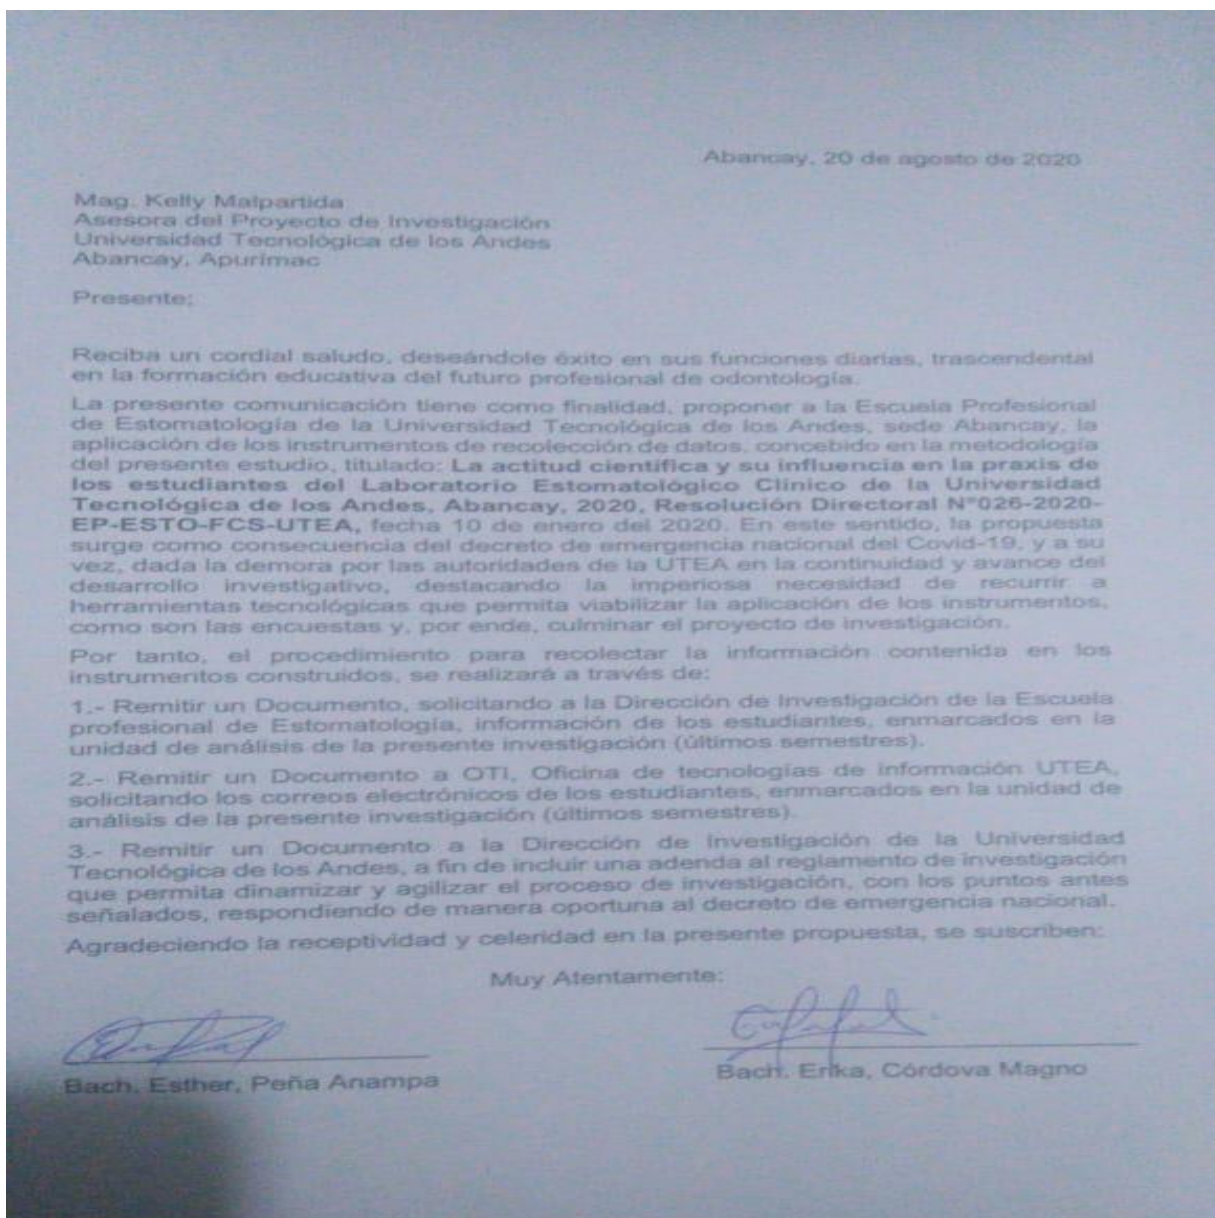 Abancay, 20 de agosto de 2020
Mag. Kelly Malpartida
Asesora del Proyecto de Investigación
Universidad Tecnológica de los Andes
Abancay, Apurímac
Presente;
Reciba un cordial saludo, deseándole éxito en sus funciones diarias, trascendental
en la formación educativa del futuro profesional de odontología.
La presente comunicación tiene como finalidad, proponer a la Escuela Profesional
de Estomatología de la Universidad Tecnológica de los Andes, sede Abancay, la
aplicación de los instrumentos de recolección de datos, concebido en la metodología
del presente estudio, titulado: La actitud científica y su influencia en la praxis de
los estudiantes del Laboratorio Estomatológico Clínico de la Universidad
Tecnológica de los Andes, Abancay, 2020, Resolución Directoral N°026-2020-
EP-ESTO-FCS-UTEA, fecha 10 de enero del 2020. En este sentido, la propuesta
surge como consecuencia del decreto de emergencia nacional del Covid-19, y a su
vez, dada la demora por las autoridades de la UTEA en la continuidad y avance del
desarrollo investigativo, destacando la imperiosa necesidad de recurrir a
herramientas tecnológicas que permita viabilizar la aplicación de los instrumentos,
como son las encuestas y, por ende, culminar el proyecto de investigación.
Por tanto, el procedimiento para recolectar la información contenida en los
instrumentos construidos, se realizará a través de:
1.- Remitir un Documento, solicitando a la Dirección de Investigación de la Escuela
profesional de Estomatología, información de los estudiantes, enmarcados en la
unidad de análisis de la presente investigación (últimos semestres).
2.- Remitir un Documento a OTI, Oficina de tecnologías de información UTEA,
solicitando los correos electrónicos de los estudiantes, enmarcados en la unidad de
análisis de la presente investigación (últimos semestres).
3.- Remitir un Documento a la Dirección de Investigación de la Universidad
Tecnológica de los Andes, a fin de incluir una adenda al reglamento de investigación
que permita dinamizar y agilizar el proceso de investigación, con los puntos antes
señalados, respondiendo de manera oportuna al decreto de emergencia nacional.
Agradeciendo la receptividad y celeridad en la presente propuesta, se suscriben:
Muy Atentamente:
Bach. Esther, Peña Anampa
Bach. Erika, Córdova Magno